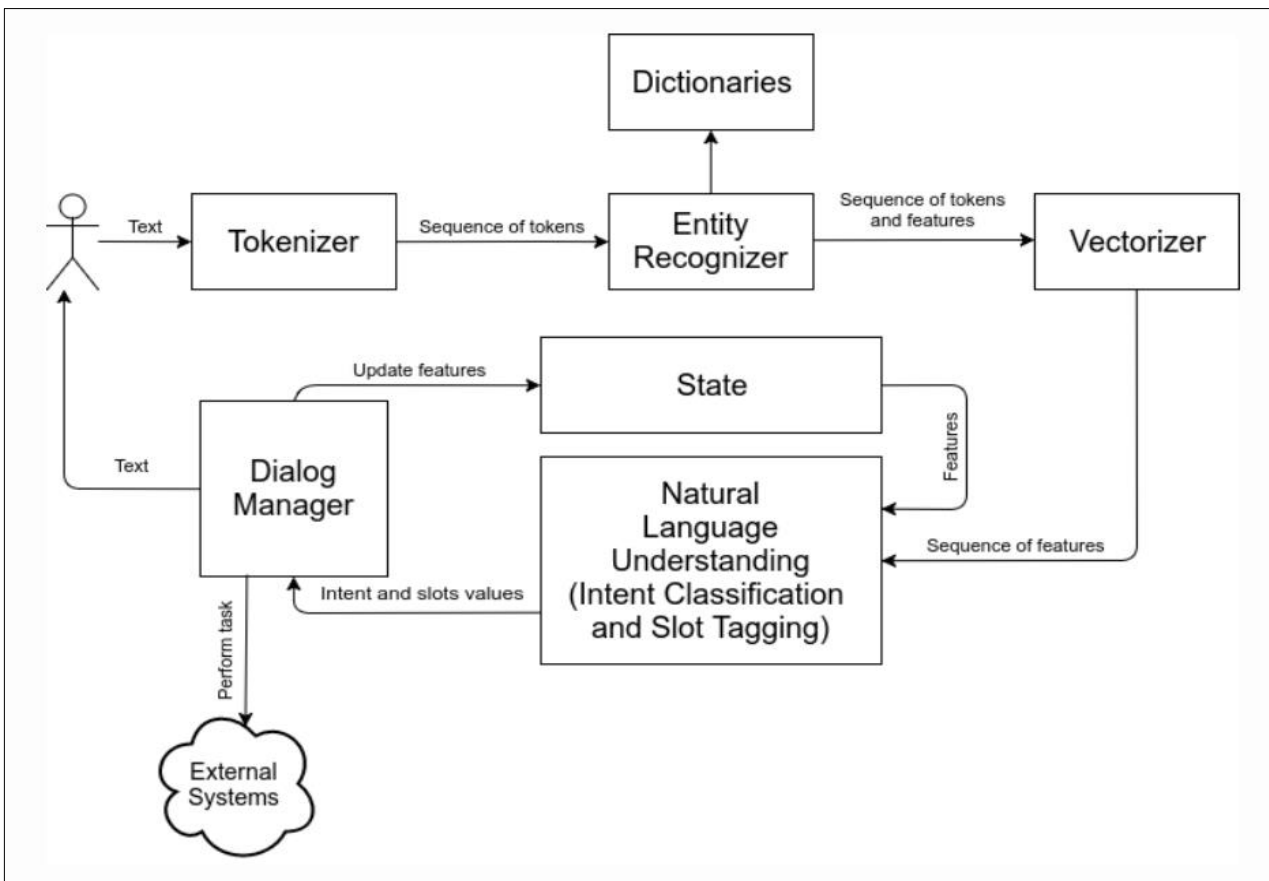 Dictionaries
Text
Tokenizer
Sequence of tokens
Entity
Recognizer
Sequence of tokens
and features
Vectorizer
Update features
State
Features
Text
Dialog
Manager
Natural
Language
Understanding
(Intent Classification
and Slot Tagging)
Sequence of features
Intent and slots values
Perform task
External
Systems